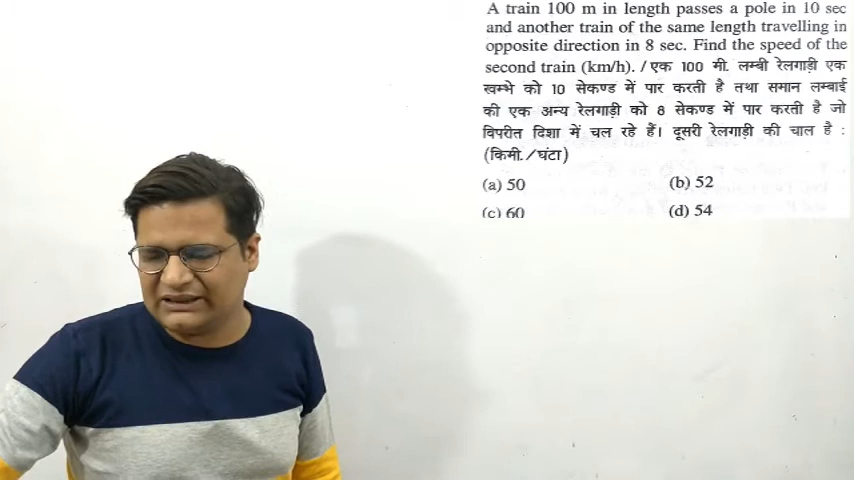 A train 100 m in length passes a pole in 10 sec
and another train of the same length travelling in
opposite direction in 8 sec. Find the speed of the
second train (km/h). / एक 100 मी. लम्बी रेलगाड़ी एक
खम्भे को 10 सेकण्ड में पार करती है तथा समान लम्बाई
की एक अन्य रेलगाड़ी को 8 सेकण्ड में पार करती है जो
विपरीत दिशा में चल रहे हैं। दूसरी रेलगाड़ी की चाल है :
(किमी./घंटा)
(a) 50 (b) 52
(c) 60 (d) 54